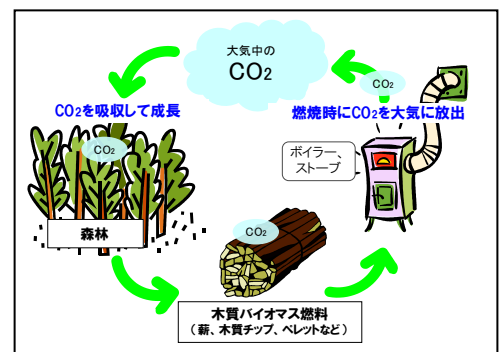 大気中の
CO2
CO2
CO2を吸収して成長
燃焼時にCO2を大気に放出
CO2
ボイラー、
ストーブ
森林
CO2
木質バイオマス燃料
（薪、木質チップ、ペレットなど）